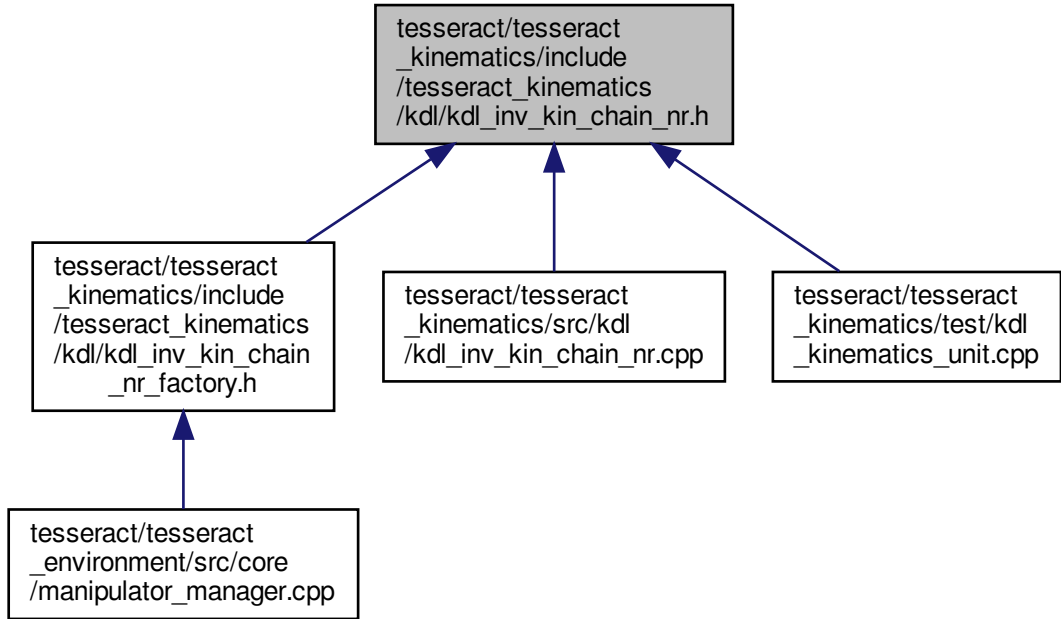 tesseract/tesseract
_kinematics/include
/tesseract_kinematics
/kdl/kdl_inv_kin_chain_nr.h
tesseract/tesseract
_kinematics/include
/tesseract_kinematics
/kdl/kdl_inv_kin_chain
_nr_factory.h
tesseract/tesseract
_kinematics/src/kdl
/kdl_inv_kin_chain_nr.cpp
tesseract/tesseract
_kinematics/test/kdl
_kinematics_unit.cpp
tesseract/tesseract
_environment/src/core
/manipulator_manager.cpp